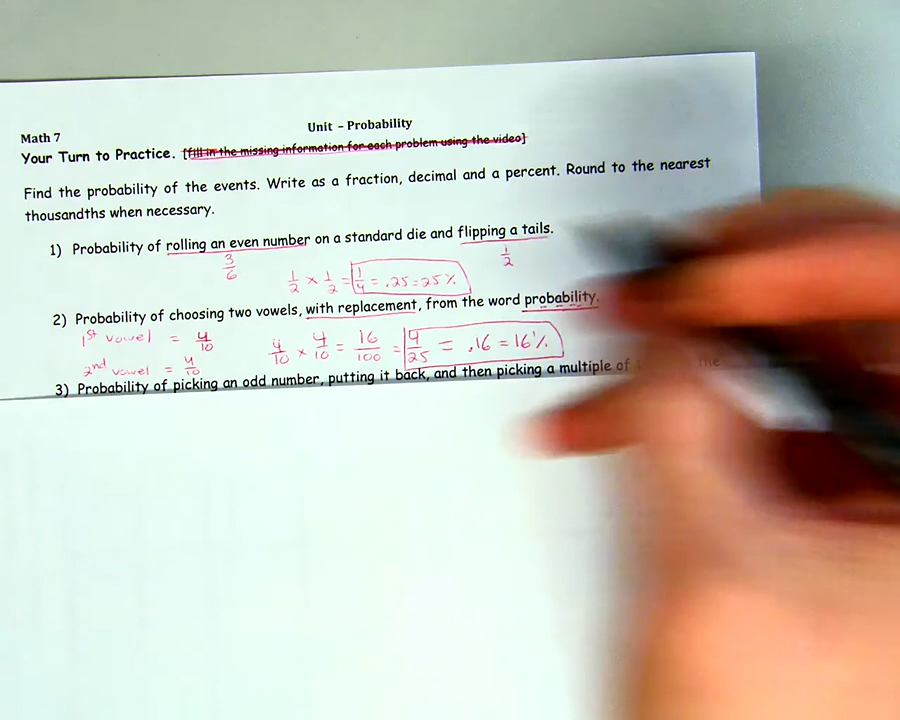 Unit - Probability
Math 7
Your Turn to Practice. [fill in the missing information for each problem using the video]
Find the probability of the events. Write as a fraction, decimal and a percent. Round to the nearest
thousandths when necessary.
1) Probability of rolling an even number on a standard die and flipping a tails.
3/6
1/2
1/2 × 1/2 = 1/4 = .25 = 25%
2) Probability of choosing two vowels, with replacement, from the word probability.
1st vowel = 4/10
4/10 × 4/10 = 16/100 = 4/25 = .16 = 16%
2nd vowel = 4/10
3) Probability of picking an odd number, putting it back, and then picking a multiple of